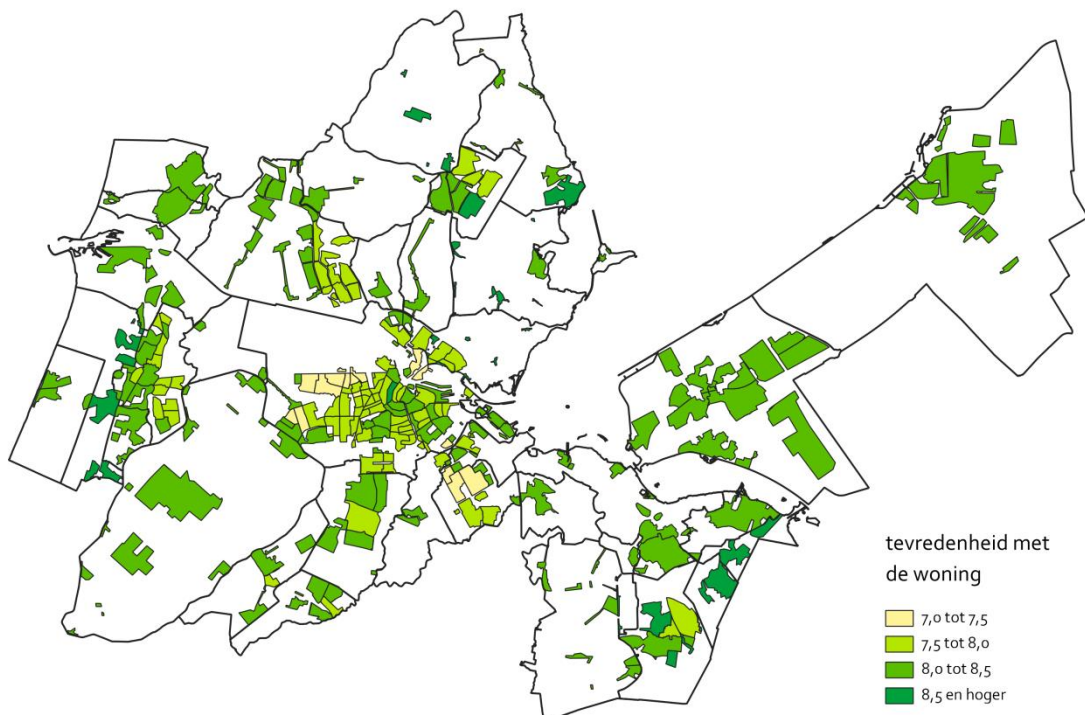 tevredenheid met
de woning
7,0 tot 7,5
7,5 tot 8,0
8,0 tot 8,5
8,5 en hoger